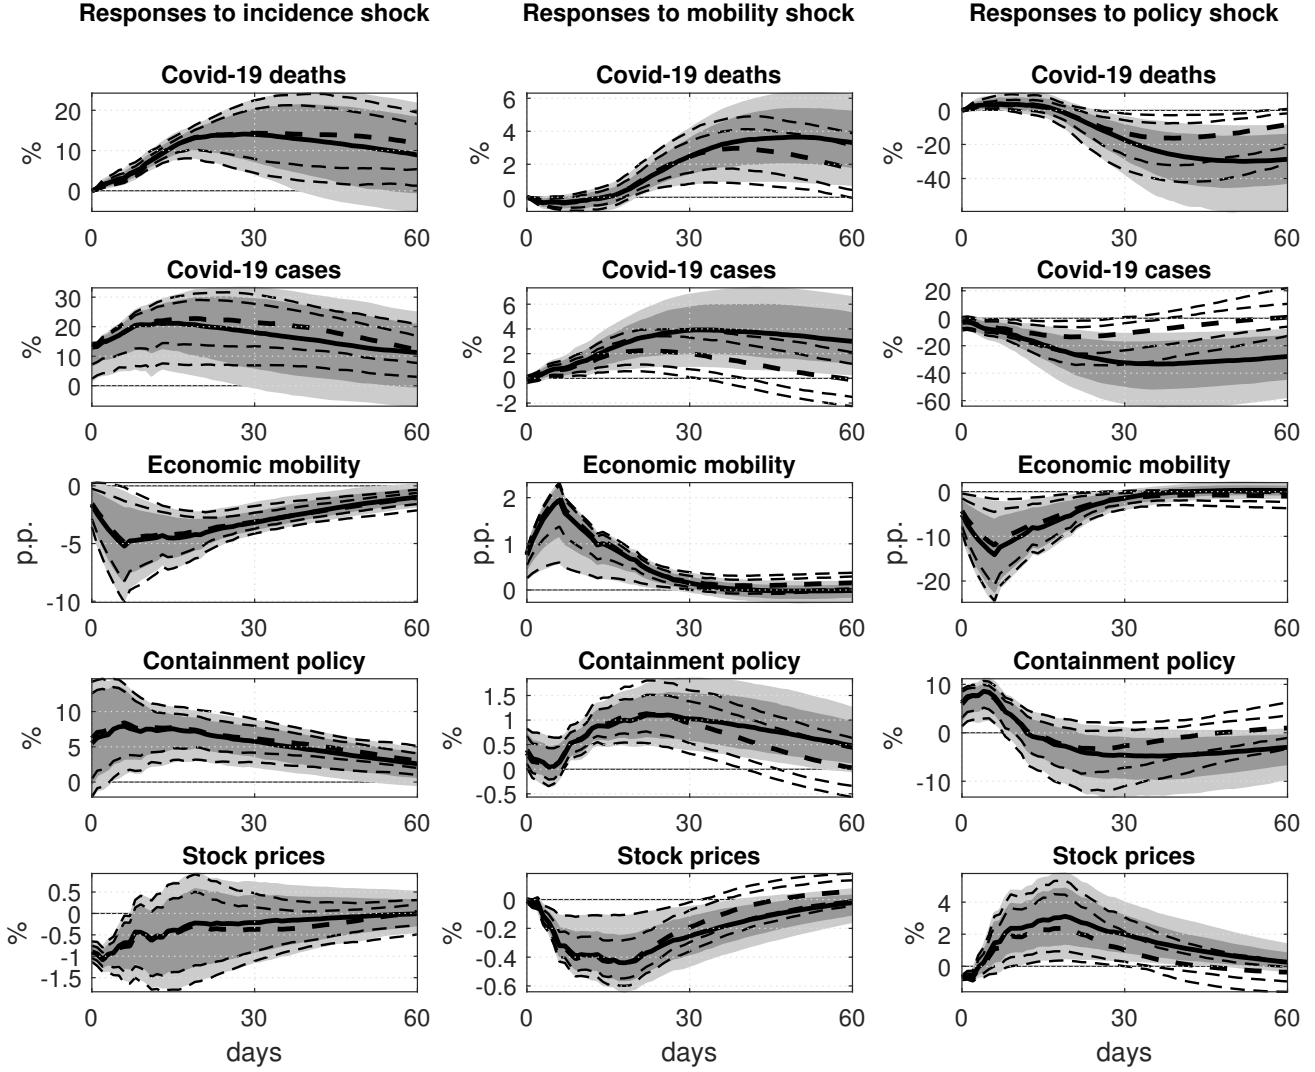 Responses to incidence shock Responses to mobility shock Responses to policy shock
Covid-19 deaths Covid-19 deaths Covid-19 deaths
% 20 10 0 % 6 4 2 0 % 0 -20 -40
0 30 60 0 30 60 0 30 60
Covid-19 cases Covid-19 cases Covid-19 cases
% 30 20 10 0 % 6 4 2 0 -2 % 20 0 -20 -40 -60
0 30 60 0 30 60 0 30 60
Economic mobility Economic mobility Economic mobility
p.p. 0 -5 -10 p.p. 2 1 0 p.p. 0 -10 -20
0 30 60 0 30 60 0 30 60
Containment policy Containment policy Containment policy
% 10 5 0 % 1.5 1 0.5 0 -0.5 % 10 0 -10
0 30 60 0 30 60 0 30 60
Stock prices Stock prices Stock prices
% 0.5 0 -0.5 -1 -1.5 % 0 -0.2 -0.4 -0.6 % 4 2 0
0 30 60 0 30 60 0 30 60
days days days